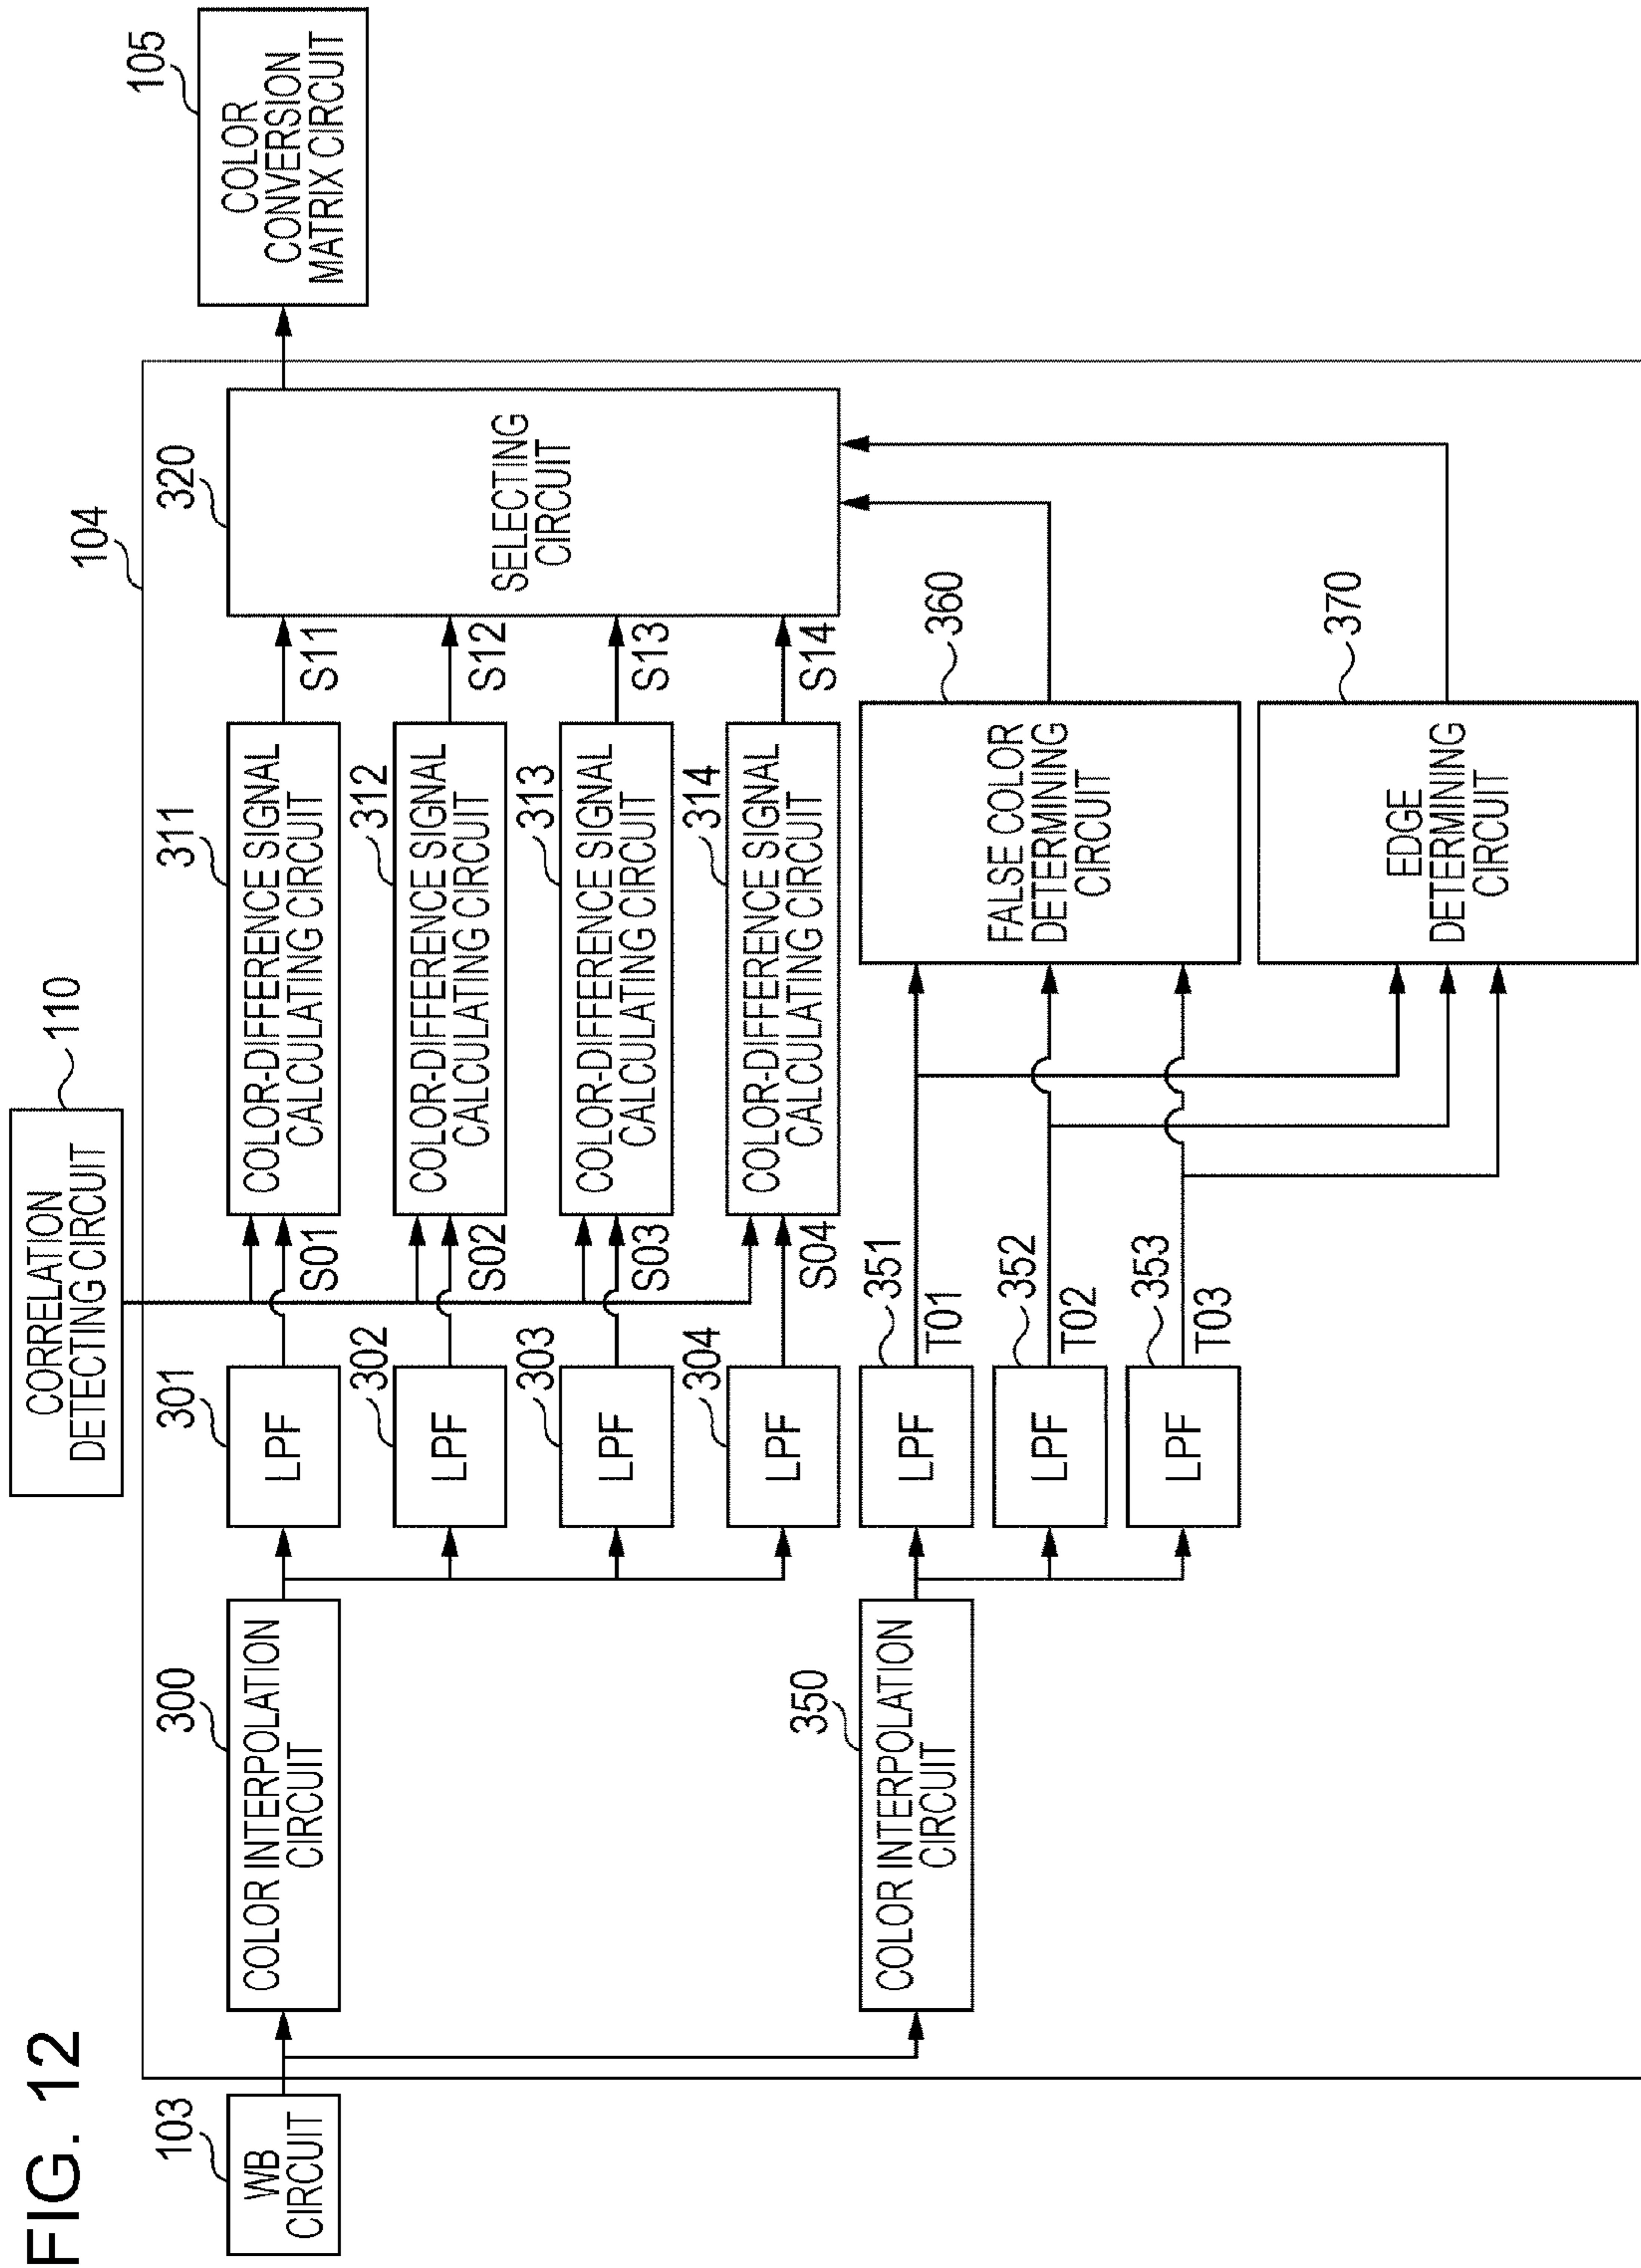 FIG. 12
103
WB
CIRCUIT
104
110
CORRELATION
DETECTING CIRCUIT
105
COLOR
CONVERSION
MATRIX CIRCUIT
300
COLOR INTERPOLATION
CIRCUIT
301
LPF
S01
311
COLOR-DIFFERENCE SIGNAL
CALCULATING CIRCUIT
S11
302
LPF
S02
312
COLOR-DIFFERENCE SIGNAL
CALCULATING CIRCUIT
S12
303
LPF
S03
313
COLOR-DIFFERENCE SIGNAL
CALCULATING CIRCUIT
S13
304
LPF
S04
314
COLOR-DIFFERENCE SIGNAL
CALCULATING CIRCUIT
S14
320
SELECTING
CIRCUIT
350
COLOR INTERPOLATION
CIRCUIT
351
LPF
T01
352
LPF
T02
353
LPF
T03
360
FALSE COLOR
DETERMINING
CIRCUIT
370
EDGE
DETERMINING
CIRCUIT